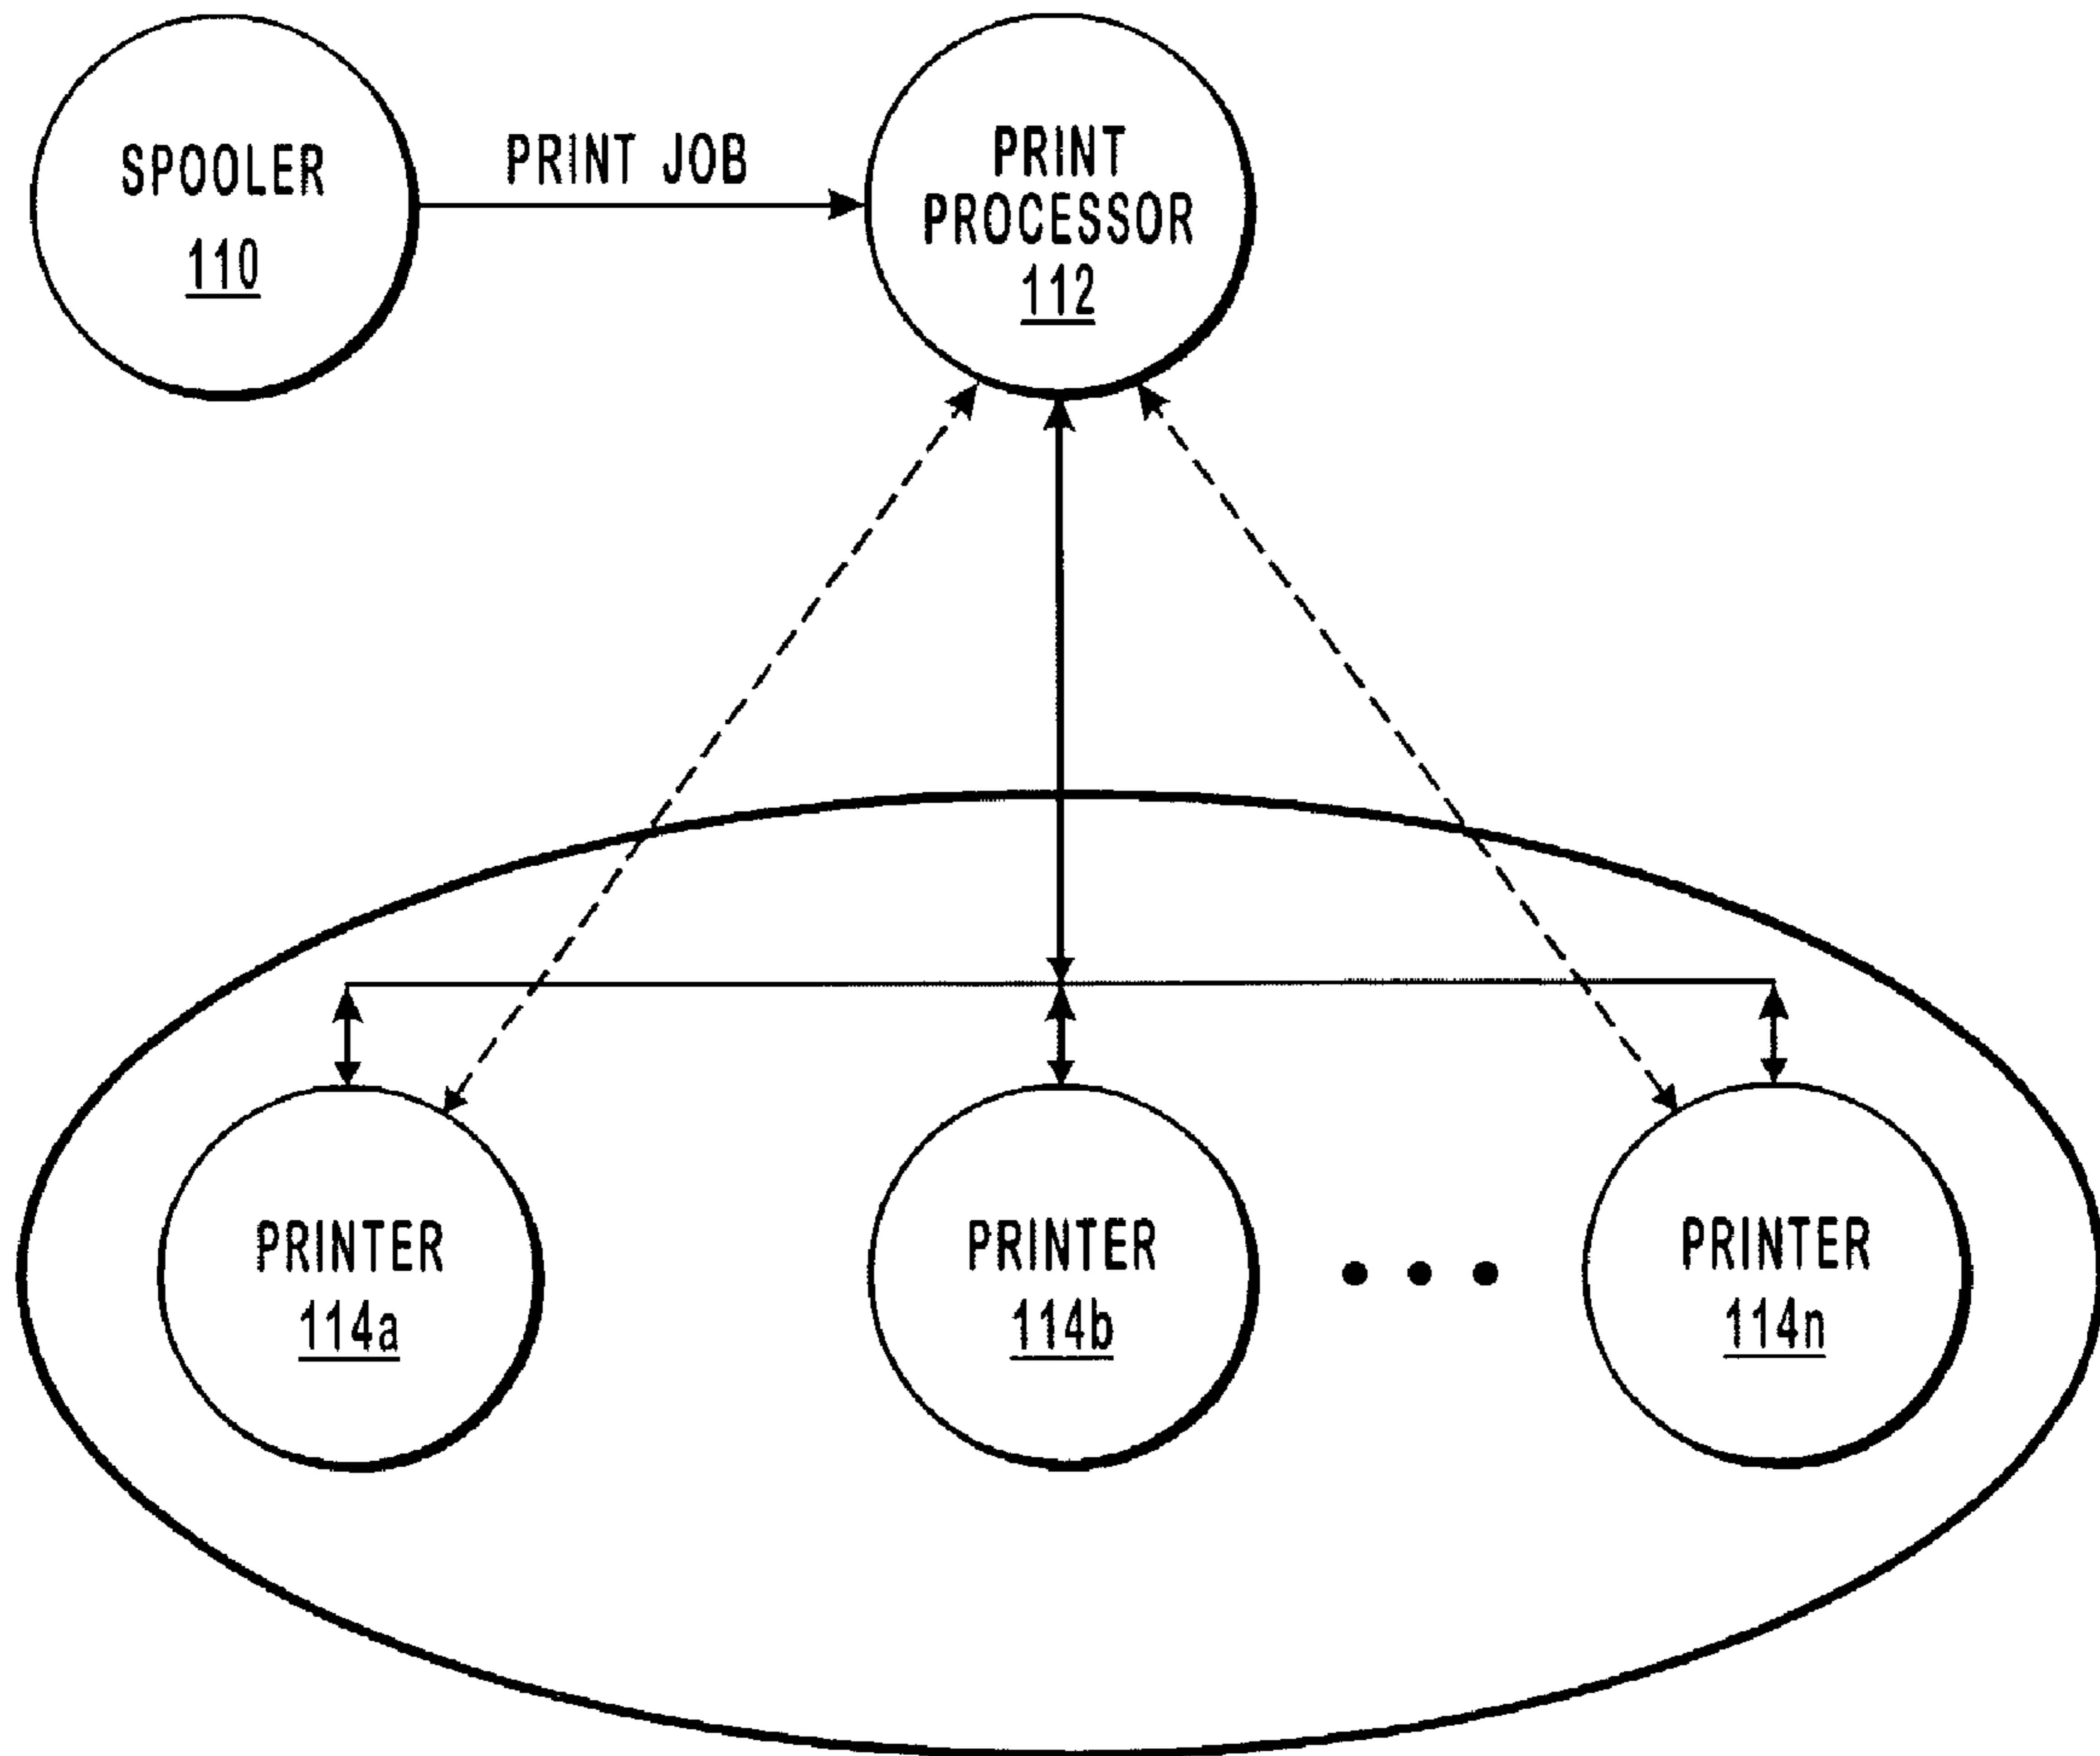 SPOOLER
110
PRINT JOB
PRINT
PROCESSOR
112
PRINTER
114a
PRINTER
114b
PRINTER
114n